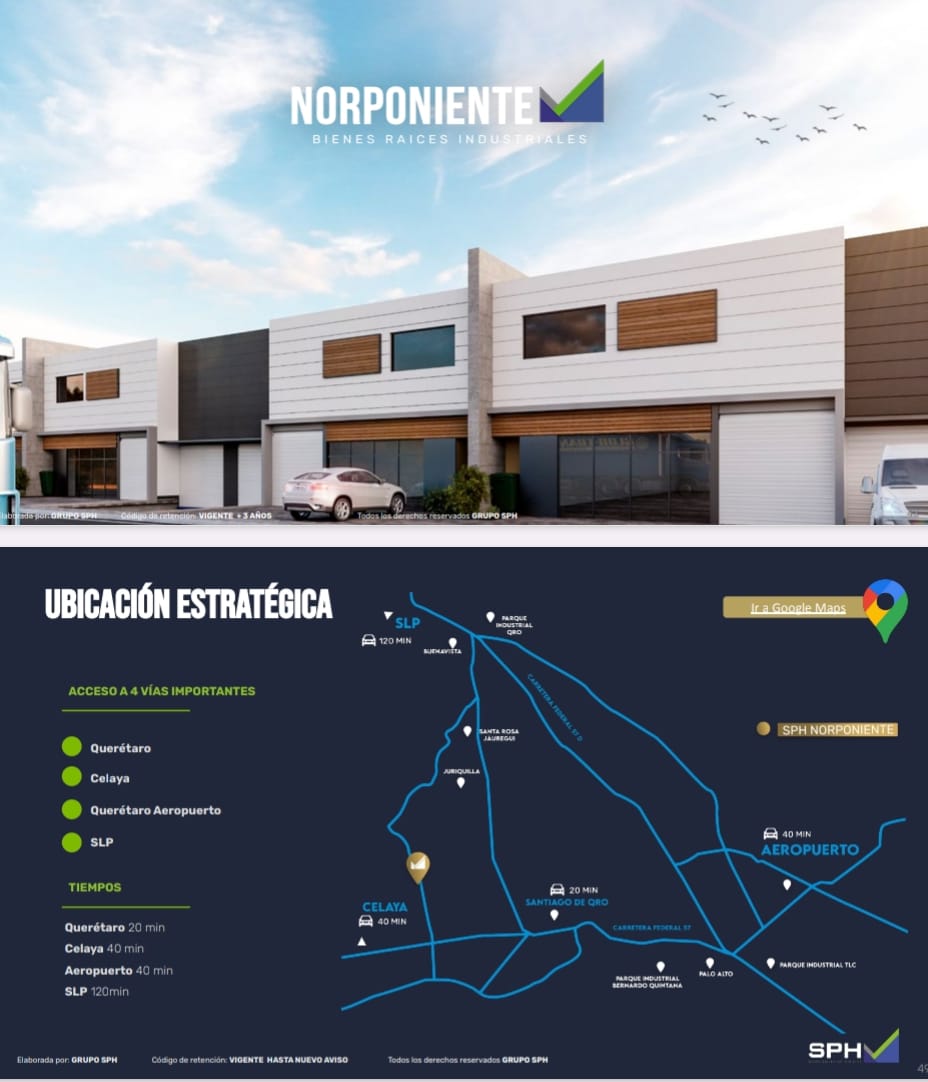 NORPONIENTE
BIENES RAICES INDUSTRIALES
Elaborada por: GRUPO SPH
Código de retención: VIGENTE + 3 AÑOS
Todos los derechos reservados GRUPO SPH
UBICACIÓN ESTRATÉGICA
Ir a Google Maps
SPH NORPONIENTE
ACCESO A 4 VÍAS IMPORTANTES
Querétaro
Celaya
Querétaro Aeropuerto
SLP
TIEMPOS
Querétaro 20 min
Celaya 40 min
Aeropuerto 40 min
SLP 120min
SLP
120 MIN
BUENAVISTA
PARQUE
INDUSTRIAL
QRO
CARRETERA FEDERAL 57 D
SANTA ROSA
JAUREGUI
JURIQUILLA
40 MIN
AEROPUERTO
CELAYA
40 MIN
20 MIN
SANTIAGO DE QRO
CARRETERA FEDERAL 57
PARQUE INDUSTRIAL
BERNARDO QUINTANA
PALO ALTO
PARQUE INDUSTRIAL TLC
Elaborada por: GRUPO SPH
Código de retención: VIGENTE HASTA NUEVO AVISO
Todos los derechos reservados GRUPO SPH
SPH
49